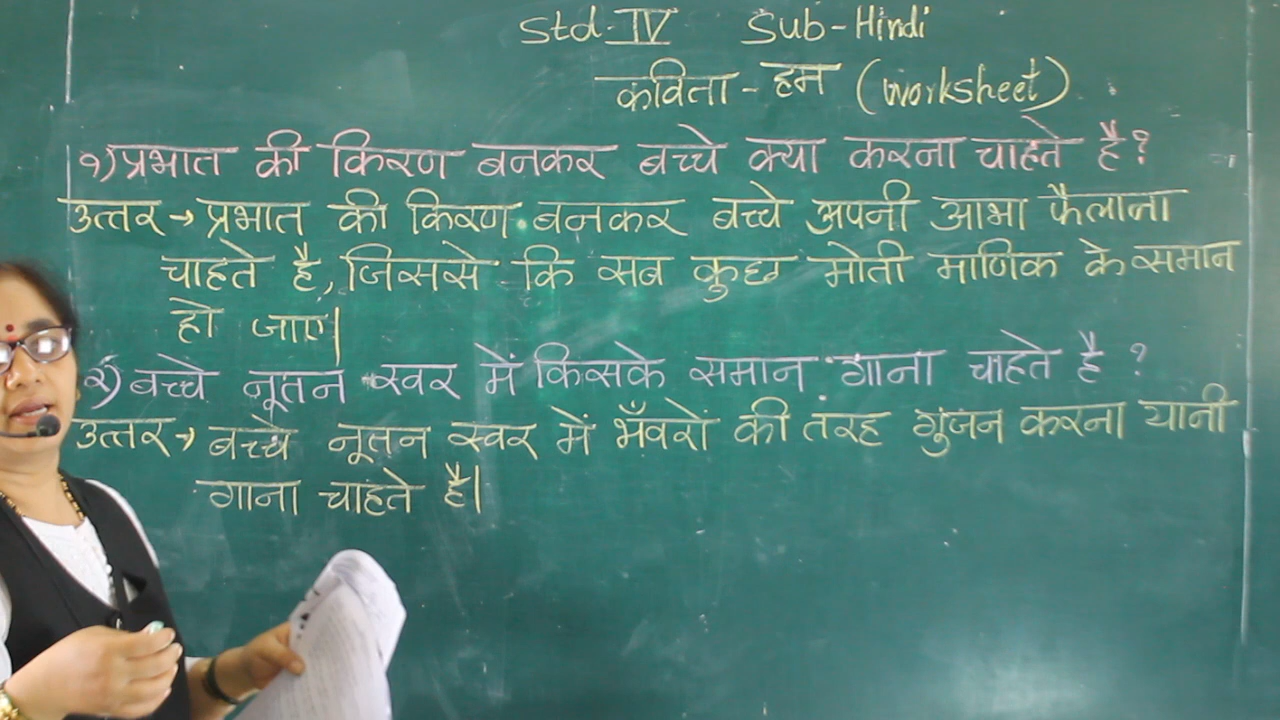 Std-IV Sub-Hindi
कविता - हम (Worksheet)
१) प्रभात की किरण बनकर बच्चे क्या करना चाहते है?
उत्तर → प्रभात की किरण बनकर बच्चे अपनी आभा फैलाना
चाहते है, जिससे कि सब कुछ मोती माणिक के समान
हो जाए।
२) बच्चे नूतन स्वर में किसके समान गाना चाहते है ?
उत्तर → बच्चे नूतन स्वर में भँवरों की तरह गुंजन करना यानी
गाना चाहते है।